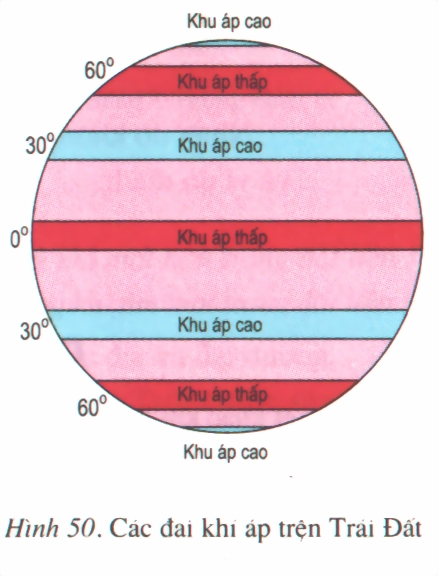 Khu áp cao
60°
Khu áp thấp
30°
Khu áp cao
0°
Khu áp thấp
30°
Khu áp cao
60°
Khu áp thấp
Khu áp cao
Hình 50. Các đai khí áp trên Trái Đất